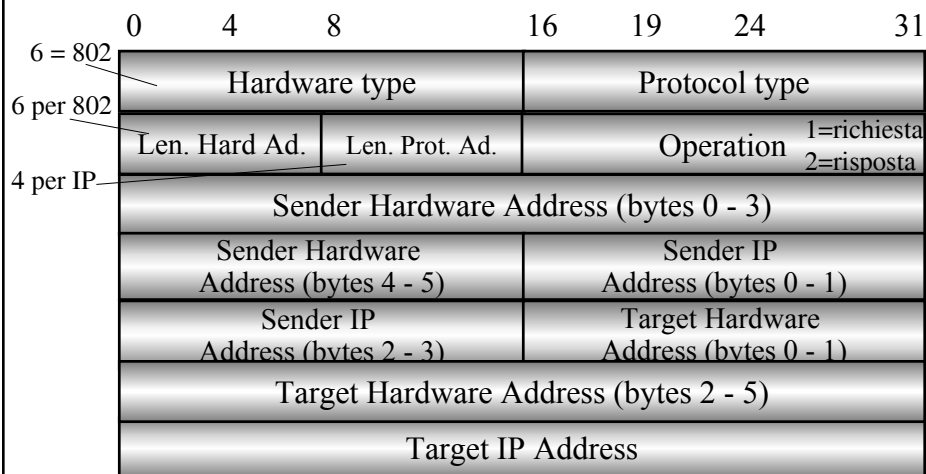 0 4 8 16 19 24 31
6 = 802
Hardware type Protocol type
6 per 802
Len. Hard Ad. Len. Prot. Ad. Operation 1=richiesta
2=risposta
4 per IP
Sender Hardware Address (bytes 0 - 3)
Sender Hardware
Address (bytes 4 - 5)
Sender IP
Address (bytes 0 - 1)
Sender IP
Address (bytes 2 - 3)
Target Hardware
Address (bytes 0 - 1)
Target Hardware Address (bytes 2 - 5)
Target IP Address